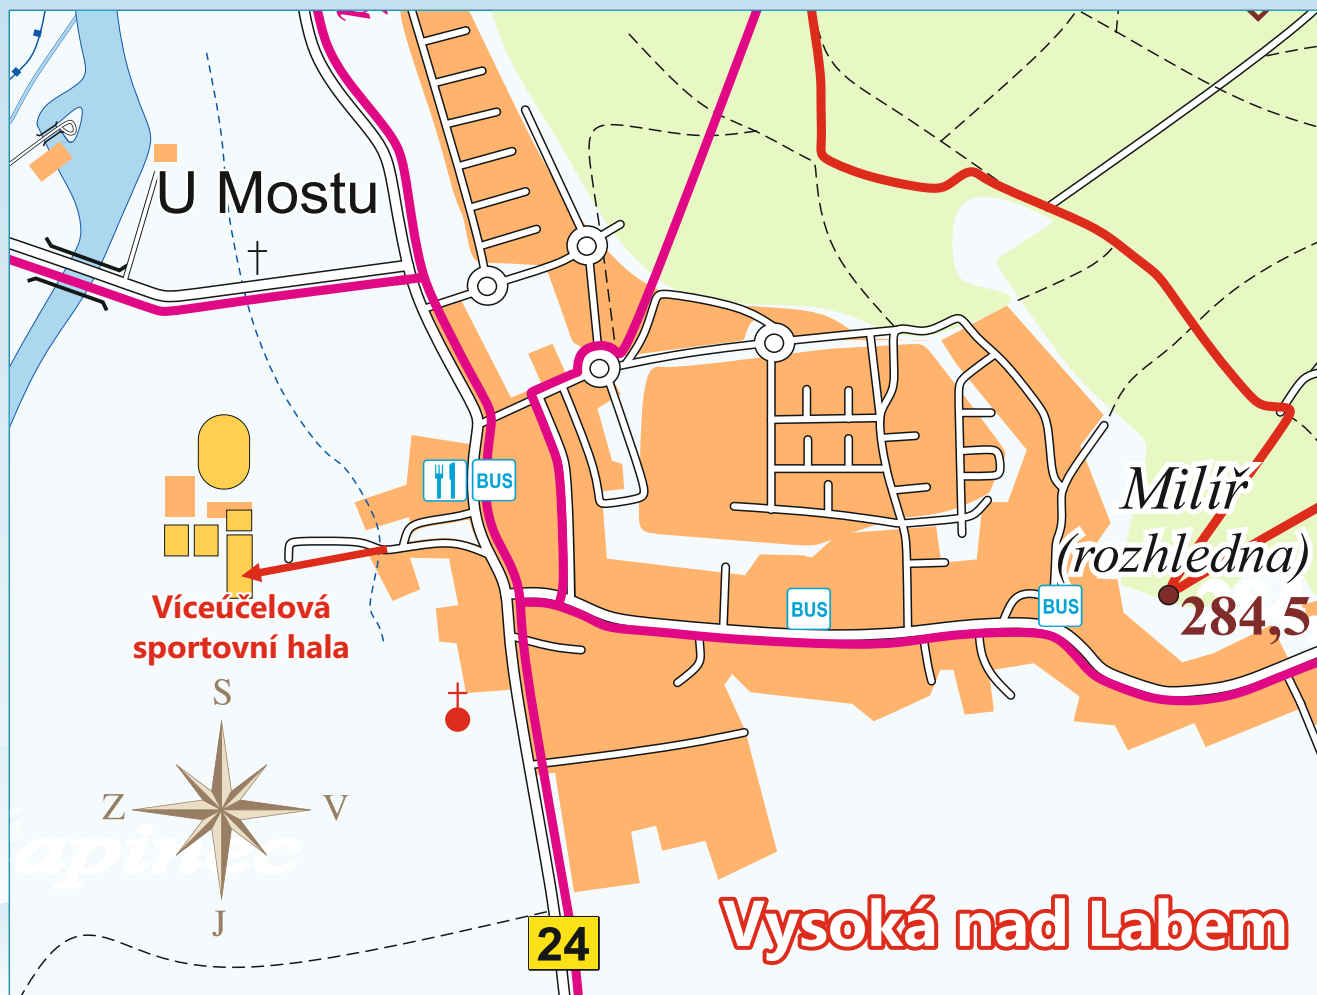 U Mostu
BUS
Milíř
(rozhledna)
284,5
BUS
BUS
Víceúčelová
sportovní hala
S
Z
V
J
Vysoká nad Labem
24